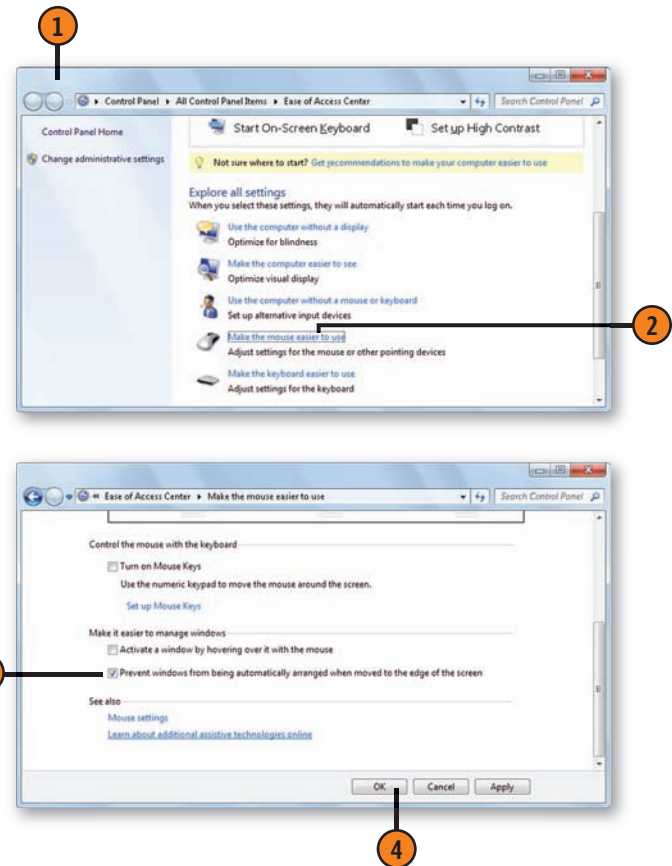 1
Control Panel ▸ All Control Panel Items ▸ Ease of Access Center
Search Control Panel
Control Panel Home
Change administrative settings
Start On-Screen Keyboard
Set up High Contrast
Not sure where to start? Get recommendations to make your computer easier to use
Explore all settings
When you select these settings, they will automatically start each time you log on.
Use the computer without a display
Optimize for blindness
Make the computer easier to see
Optimize visual display
Use the computer without a mouse or keyboard
Set up alternative input devices
Make the mouse easier to use
2
Adjust settings for the mouse or other pointing devices
Make the keyboard easier to use
Adjust settings for the keyboard
« Ease of Access Center ▸ Make the mouse easier to use
Search Control Panel
Control the mouse with the keyboard
Turn on Mouse Keys
Use the numeric keypad to move the mouse around the screen.
Set up Mouse Keys
Make it easier to manage windows
Activate a window by hovering over it with the mouse
Prevent windows from being automatically arranged when moved to the edge of the screen
See also
Mouse settings
Learn about additional assistive technologies online
OK
Cancel
Apply
4